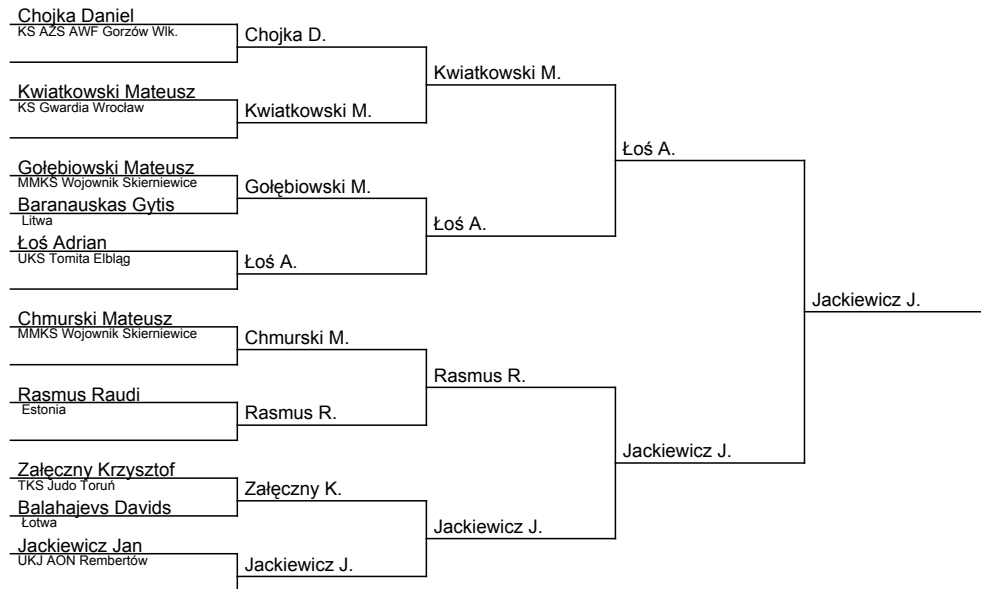 Chojka Daniel
KS AZS AWF Gorzów Wlk.
Chojka D.
Kwiatkowski M.
Kwiatkowski Mateusz
KS Gwardia Wrocław
Kwiatkowski M.
Łoś A.
Gołębiowski Mateusz
MMKS Wojownik Skierniewice
Gołębiowski M.
Baranauskas Gytis
Litwa
Łoś A.
Łoś Adrian
UKS Tomita Elbląg
Łoś A.
Jackiewicz J.
Chmurski Mateusz
MMKS Wojownik Skierniewice
Chmurski M.
Rasmus R.
Rasmus Raudi
Estonia
Rasmus R.
Jackiewicz J.
Załęczny Krzysztof
TKS Judo Toruń
Załęczny K.
Balahajevs Davids
Łotwa
Jackiewicz J.
Jackiewicz Jan
UKJ AON Rembertów
Jackiewicz J.